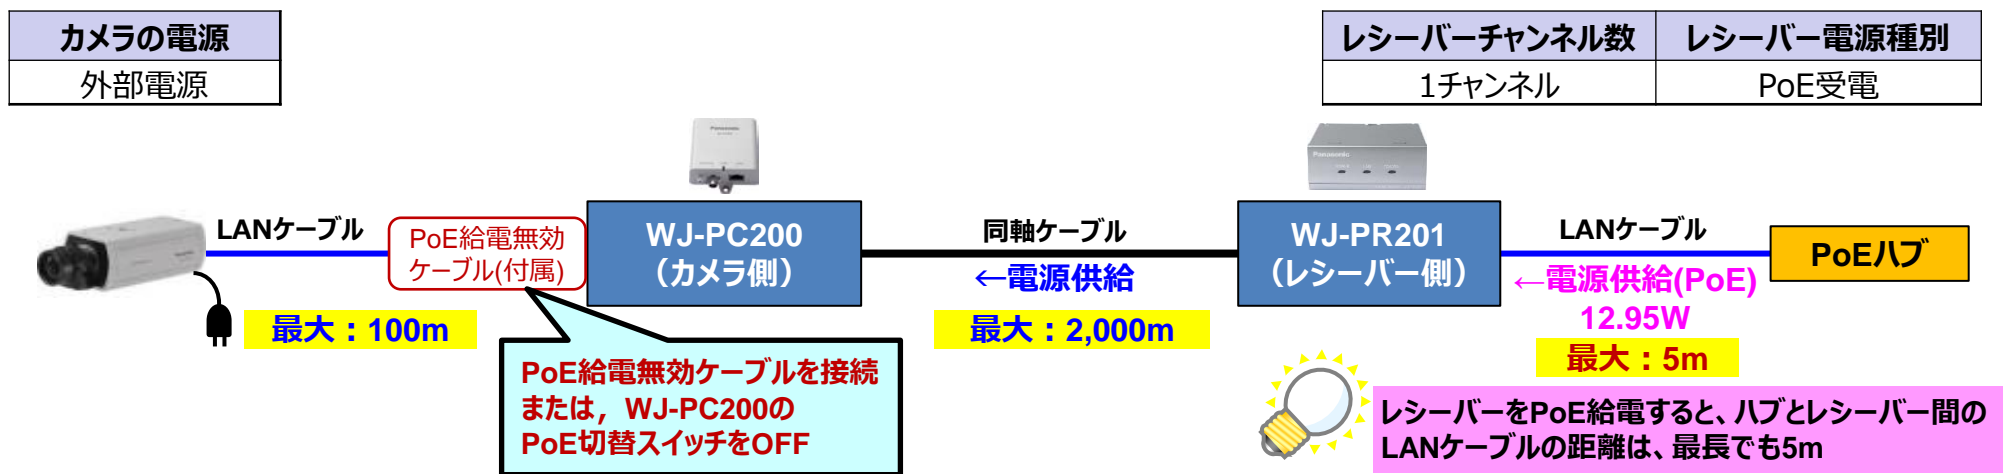 カメラの電源
外部電源
レシーバーチャンネル数 レシーバー電源種別
1チャンネル PoE受電
Panasonic
Panasonic
LANケーブル
PoE給電無効
ケーブル(付属)
WJ-PC200
（カメラ側）
同軸ケーブル
←電源供給
WJ-PR201
（レシーバー側）
LANケーブル
←電源供給(PoE)
12.95W
PoEハブ
最大：100m
最大：2,000m
最大：5m
PoE給電無効ケーブルを接続
または，WJ-PC200の
PoE切替スイッチをOFF
レシーバーをPoE給電すると、ハブとレシーバー間の
LANケーブルの距離は、最長でも5m